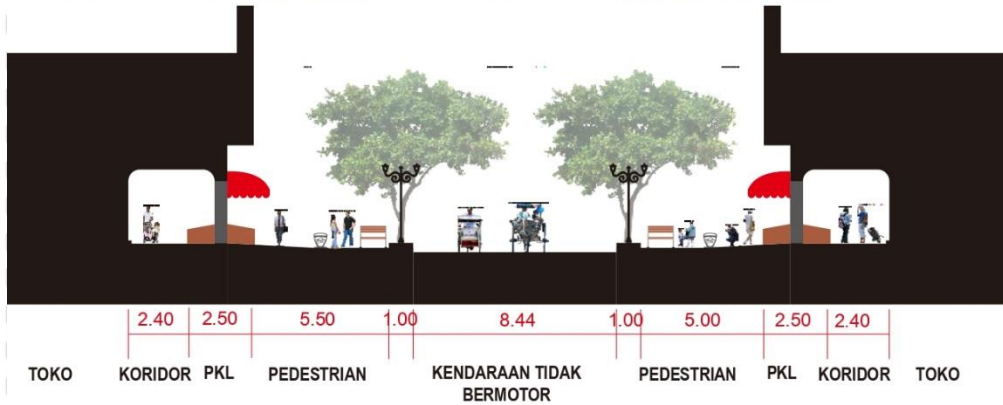 2.40 2.50 5.50 1.00 8.44 1.00 5.00 2.50 2.40
TOKO KORIDOR PKL PEDESTRIAN KENDARAAN TIDAK PEDESTRIAN PKL KORIDOR TOKO
BERMOTOR